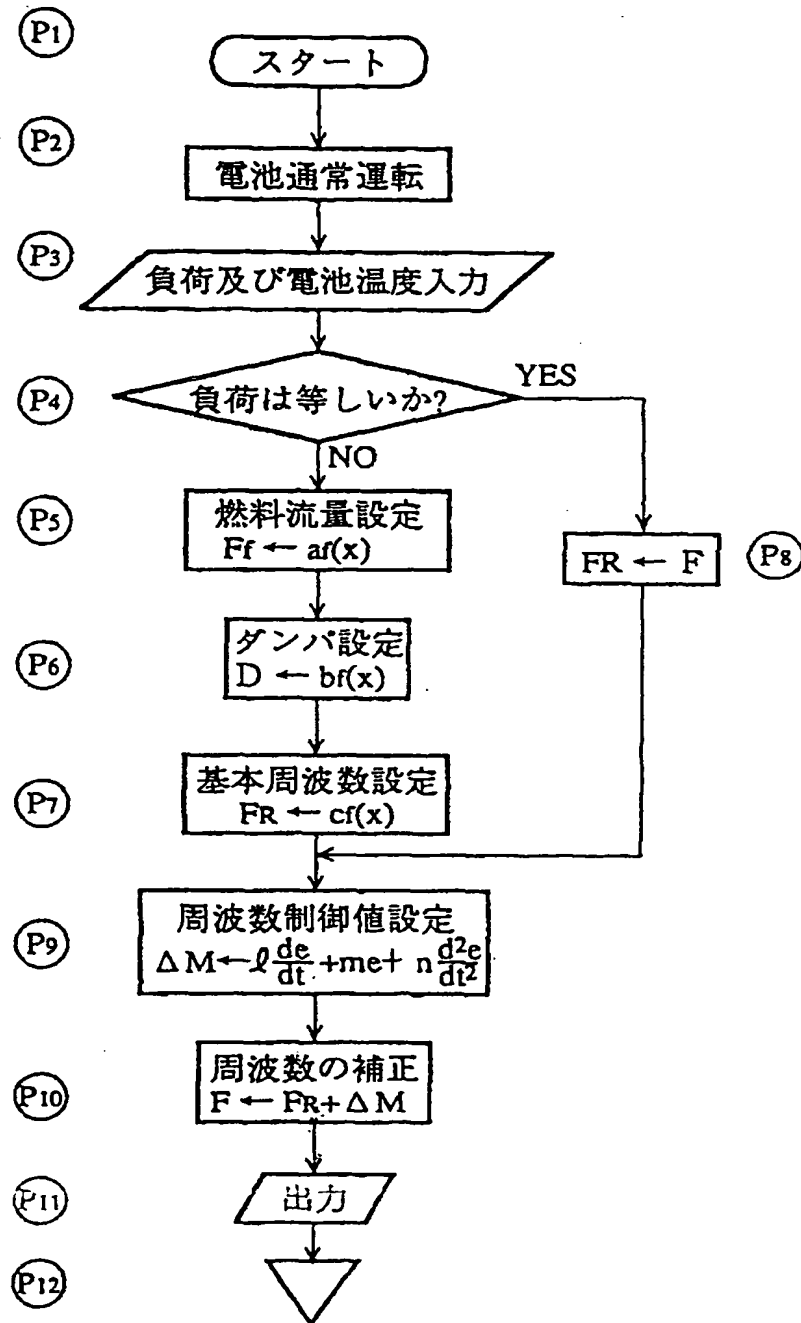 P1
スタート
P2
電池通常運転
P3
負荷及び電池温度入力
P4
負荷は等しいか?
YES
NO
P5
燃料流量設定
Ff ← af(x)
FR ← F
P8
P6
ダンパ設定
D ← bf(x)
P7
基本周波数設定
FR ← cf(x)
P9
周波数制御値設定
ΔM←ℓ de/dt +me+ n d²e/dt²
P10
周波数の補正
F ← FR+ΔM
P11
出力
P12